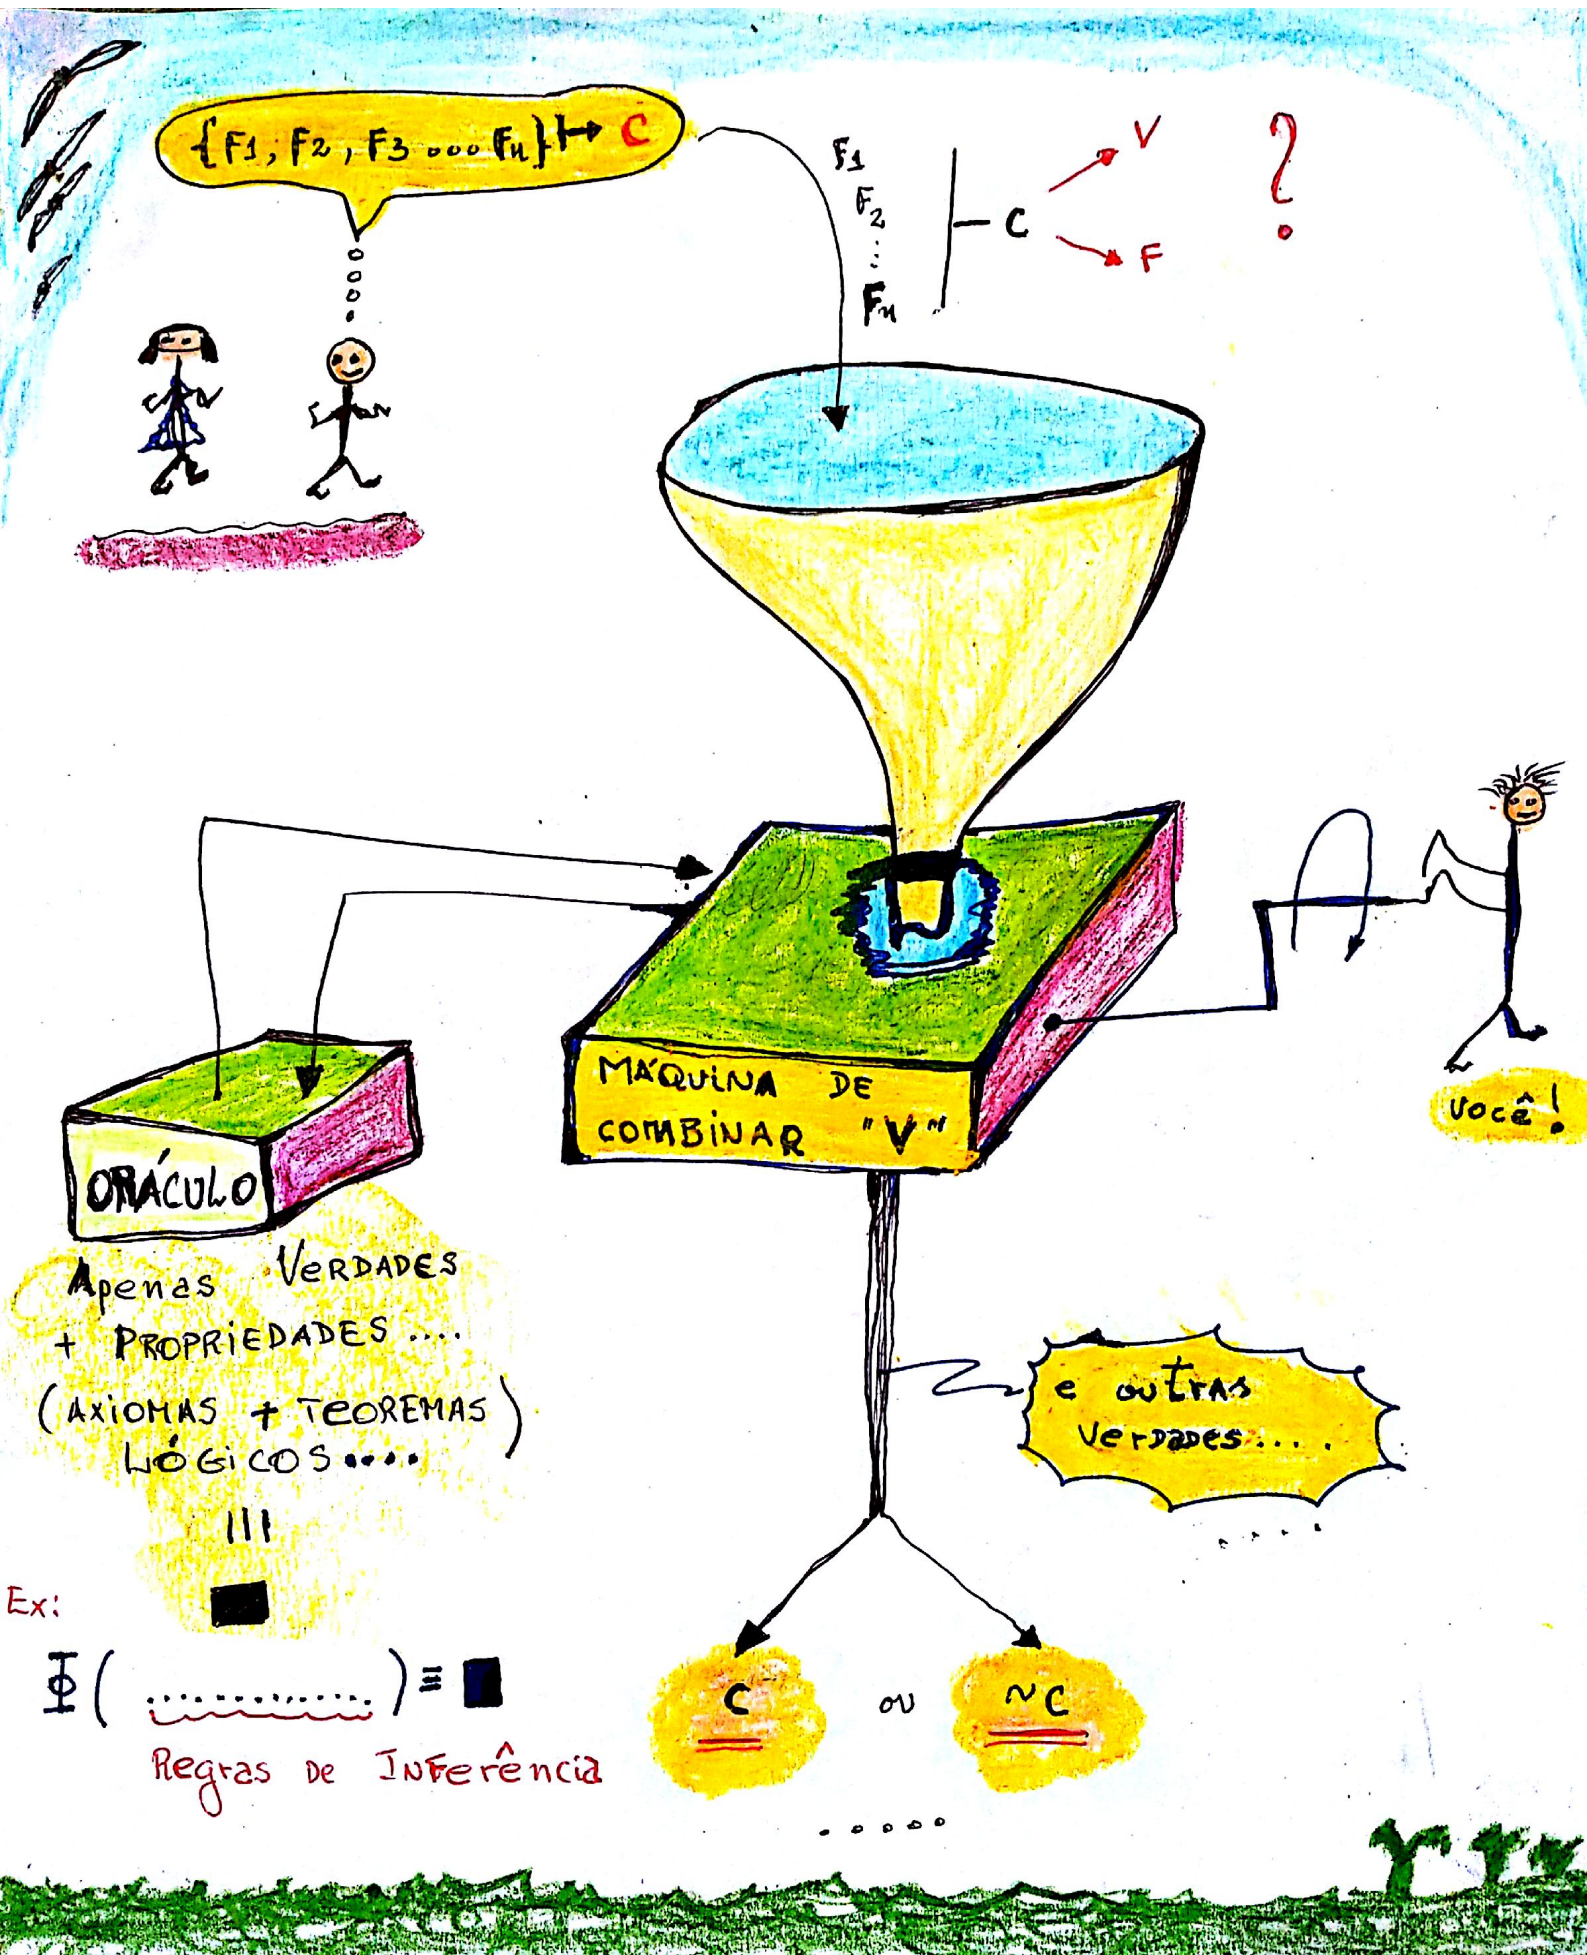 {F1, F2, F3 ... Fn} ⊢→ C
F1
F2
⋮
Fn
⊢ C
V
F
?
MÁQUINA DE
COMBINAR "V"
você!
ORÁCULO
Apenas VERDADES
+ PROPRIEDADES ....
(AXIOMAS + TEOREMAS)
LÓGICOS ....
|||
e outras
verdades ....
Ex:
Φ( .............. ) ≡ ■
Regras de Inferência
C ou ~C
.....